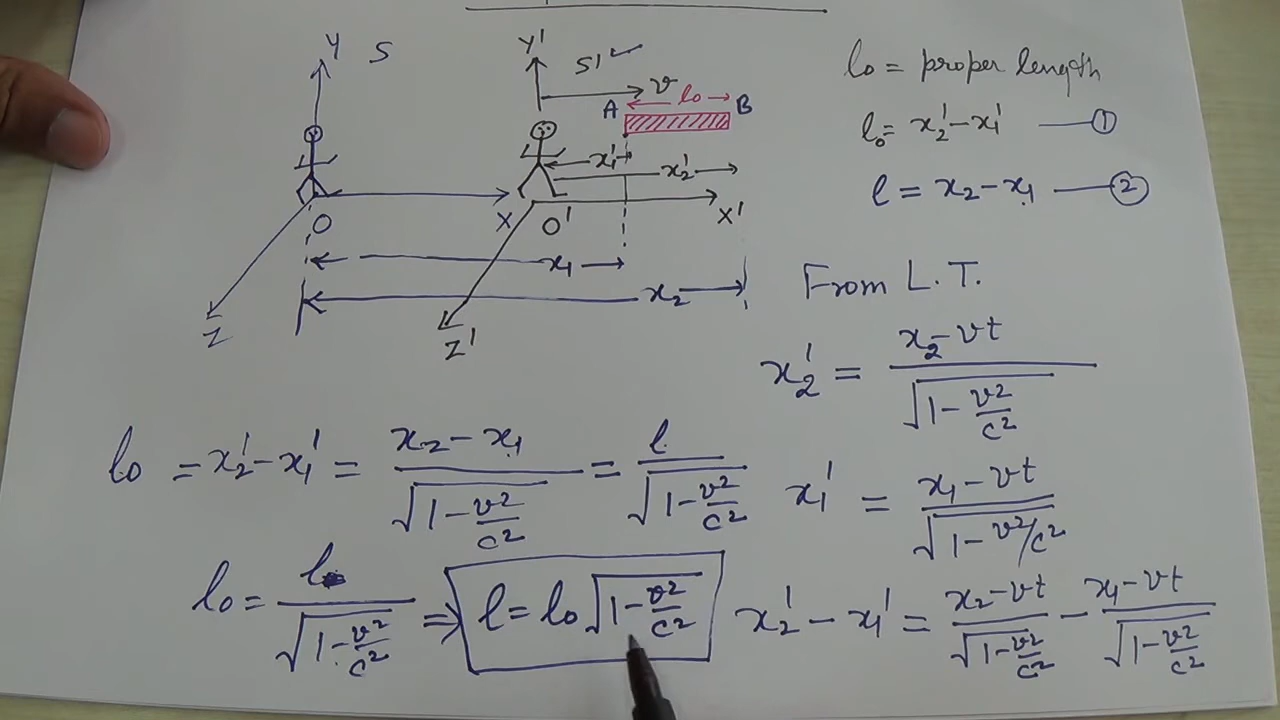 Y S
Y' S'
v
A l₀ B
x₁' x₂'
O X O' X'
x₁
x₂
Z
Z'
l₀ = proper length
l₀ = x₂' - x₁' — ①
l = x₂ - x₁ — ②
From L.T.
x₂' = (x₂ - vt)/√(1 - v²/c²)
l₀ = x₂' - x₁' = (x₂ - x₁)/√(1 - v²/c²) = l/√(1 - v²/c²)
x₁' = (x₁ - vt)/√(1 - v²/c²)
l₀ = l/√(1 - v²/c²) ⇒ l = l₀√(1 - v²/c²)
x₂' - x₁' = (x₂ - vt)/√(1 - v²/c²) - (x₁ - vt)/√(1 - v²/c²)